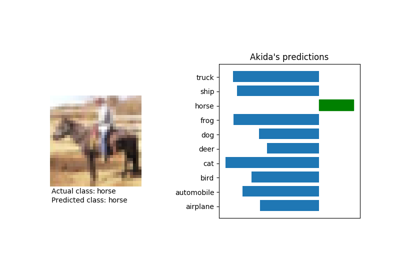 Akida's predictions
truck
ship
horse
frog
dog
deer
cat
bird
automobile
airplane
Actual class: horse
Predicted class: horse